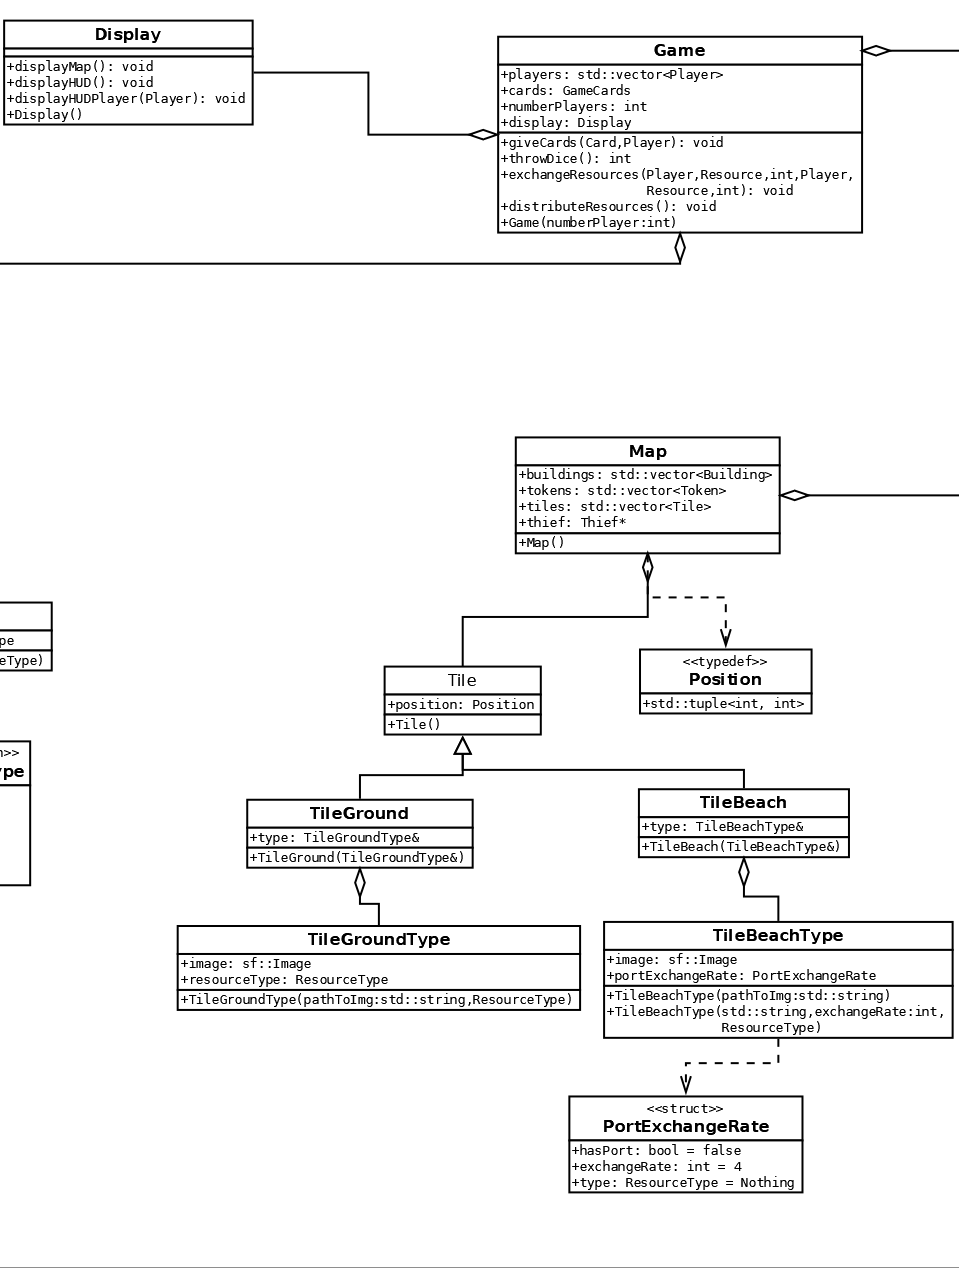 Display
+displayMap(): void
+displayHUD(): void
+displayHUDPlayer(Player): void
+Display()
Game
+players: std::vector<Player>
+cards: GameCards
+numberPlayers: int
+display: Display
+giveCards(Card,Player): void
+throwDice(): int
+exchangeResources(Player,Resource,int,Player,
Resource,int): void
+distributeResources(): void
+Game(numberPlayer:int)
Map
+buildings: std::vector<Building>
+tokens: std::vector<Token>
+tiles: std::vector<Tile>
+thief: Thief*
+Map()
pe
eType)
<<typedef>>
Position
+std::tuple<int, int>
Tile
+position: Position
+Tile()
>>
ype
TileGround
+type: TileGroundType&
+TileGround(TileGroundType&)
TileBeach
+type: TileBeachType&
+TileBeach(TileBeachType&)
TileGroundType
+image: sf::Image
+resourceType: ResourceType
+TileGroundType(pathToImg:std::string,ResourceType)
TileBeachType
+image: sf::Image
+portExchangeRate: PortExchangeRate
+TileBeachType(pathToImg:std::string)
+TileBeachType(std::string,exchangeRate:int,
ResourceType)
<<struct>>
PortExchangeRate
+hasPort: bool = false
+exchangeRate: int = 4
+type: ResourceType = Nothing